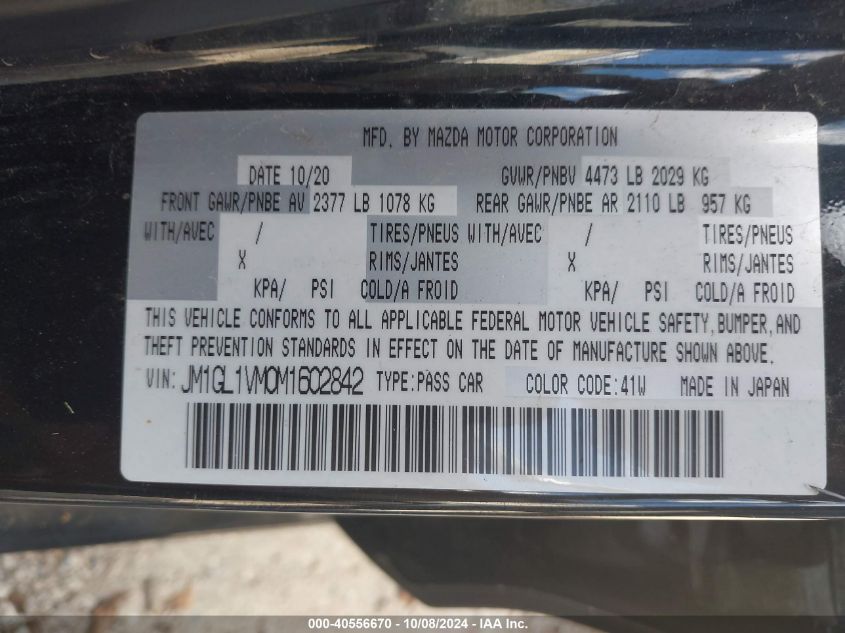 MFD. BY MAZDA MOTOR CORPORATION
DATE 10/20 GVWR/PNBV 4473 LB 2029 KG
FRONT GAWR/PNBE AV 2377 LB 1078 KG REAR GAWR/PNBE AR 2110 LB 957 KG
WITH/AVEC / TIRES/PNEUS WITH/AVEC / TIRES/PNEUS
X RIMS/JANTES X RIMS/JANTES
KPA/ PSI COLD/A FROID KPA/ PSI COLD/A FROID
THIS VEHICLE CONFORMS TO ALL APPLICABLE FEDERAL MOTOR VEHICLE SAFETY, BUMPER, AND
THEFT PREVENTION STANDARDS IN EFFECT ON THE DATE OF MANUFACTURE SHOWN ABOVE.
VIN: JM1GL1VM0M1602842 TYPE:PASS CAR COLOR CODE:41W MADE IN JAPAN
000-40556670 - 10/08/2024 - IAA Inc.